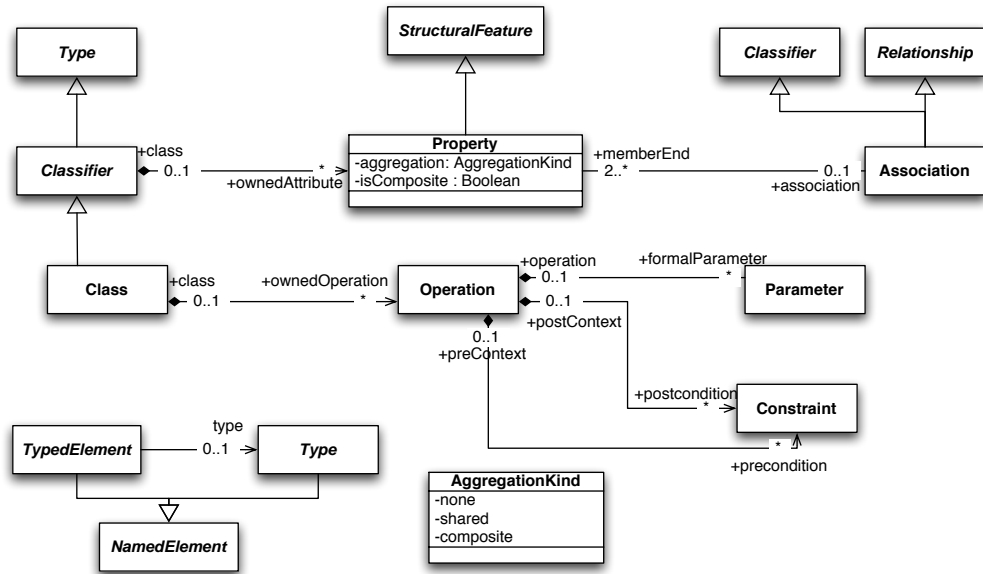 StructuralFeature
Type
Classifier
Relationship
Property
-aggregation: AggregationKind
-isComposite : Boolean
Classifier
+class
0..1
*
+ownedAttribute
+memberEnd
2..*
0..1
+association
Association
Class
+class
0..1
+ownedOperation
*
Operation
+operation
0..1
+formalParameter
*
Parameter
0..1
+postContext
0..1
+preContext
+postcondition
*
Constraint
*
+precondition
TypedElement
type
0..1
Type
NamedElement
AggregationKind
-none
-shared
-composite